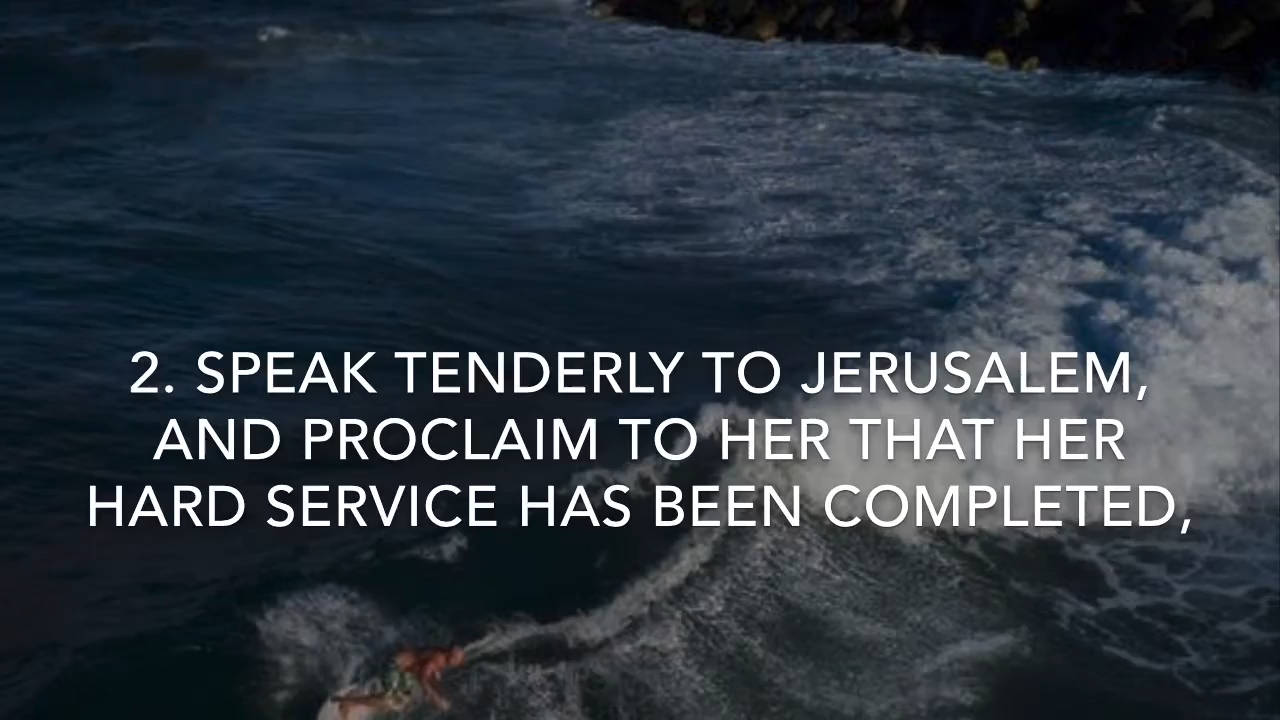 2. SPEAK TENDERLY TO JERUSALEM,
AND PROCLAIM TO HER THAT HER
HARD SERVICE HAS BEEN COMPLETED,